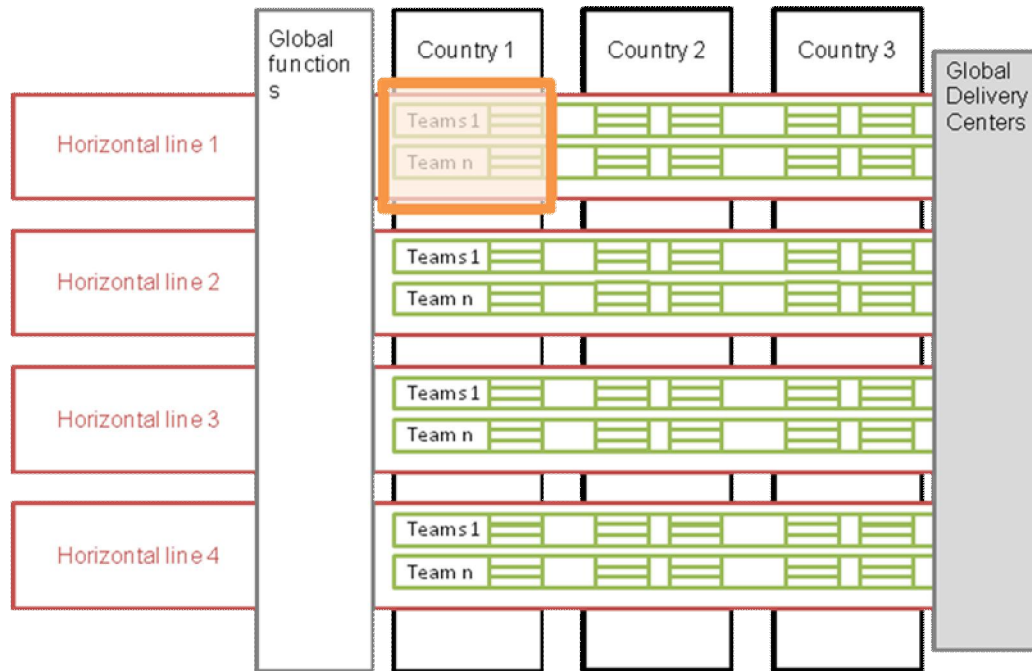 Global
function
s
Country 1
Country 2
Country 3
Global
Delivery
Centers
Horizontal line 1
Teams 1
Team n
Horizontal line 2
Teams 1
Team n
Horizontal line 3
Teams 1
Team n
Horizontal line 4
Teams 1
Team n